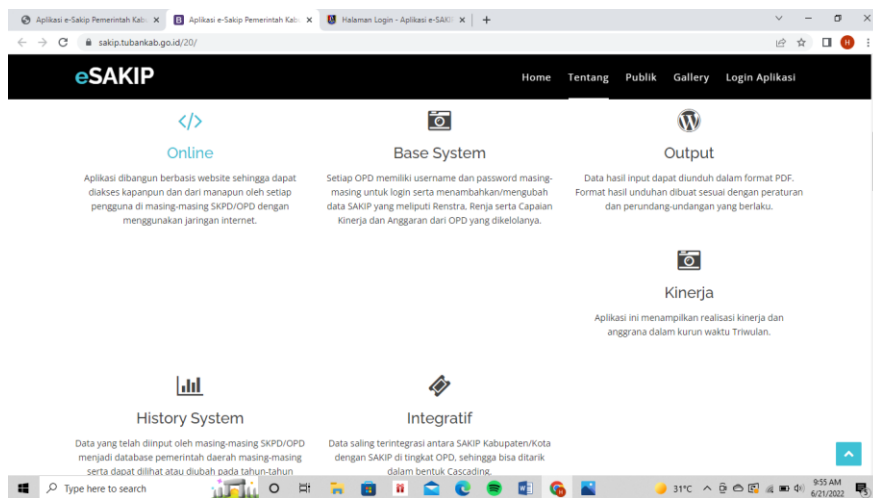 Aplikasi e-Sakip Pemerintah Kab
Aplikasi e-Sakip Pemerintah Kab
Halaman Login - Aplikasi e-SAKI
sakip.tubankab.go.id/20/
H
eSAKIP
Home Tentang Publik Gallery Login Aplikasi
</>
Online
Aplikasi dibangun berbasis website sehingga dapat
diakses kapanpun dan dari manapun oleh setiap
pengguna di masing-masing SKPD/OPD dengan
menggunakan jaringan internet.
Base System
Setiap OPD memiliki username dan password masing-
masing untuk login serta menambahkan/mengubah
data SAKIP yang meliputi Renstra, Renja serta Capaian
Kinerja dan Anggaran dari OPD yang dikelolanya.
Output
Data hasil input dapat diunduh dalam format PDF.
Format hasil unduhan dibuat sesuai dengan peraturan
dan perundang-undangan yang berlaku.
Kinerja
Aplikasi ini menampilkan realisasi kinerja dan
anggrana dalam kurun waktu Triwulan.
History System
Data yang telah diinput oleh masing-masing SKPD/OPD
menjadi database pemerintah daerah masing-masing
serta dapat dilihat atau diubah pada tahun-tahun
Integratif
Data saling terintegrasi antara SAKIP Kabupaten/Kota
dengan SAKIP di tingkat OPD, sehingga bisa ditarik
dalam bentuk Cascading.
Type here to search
31°C
9:55 AM
6/21/2022